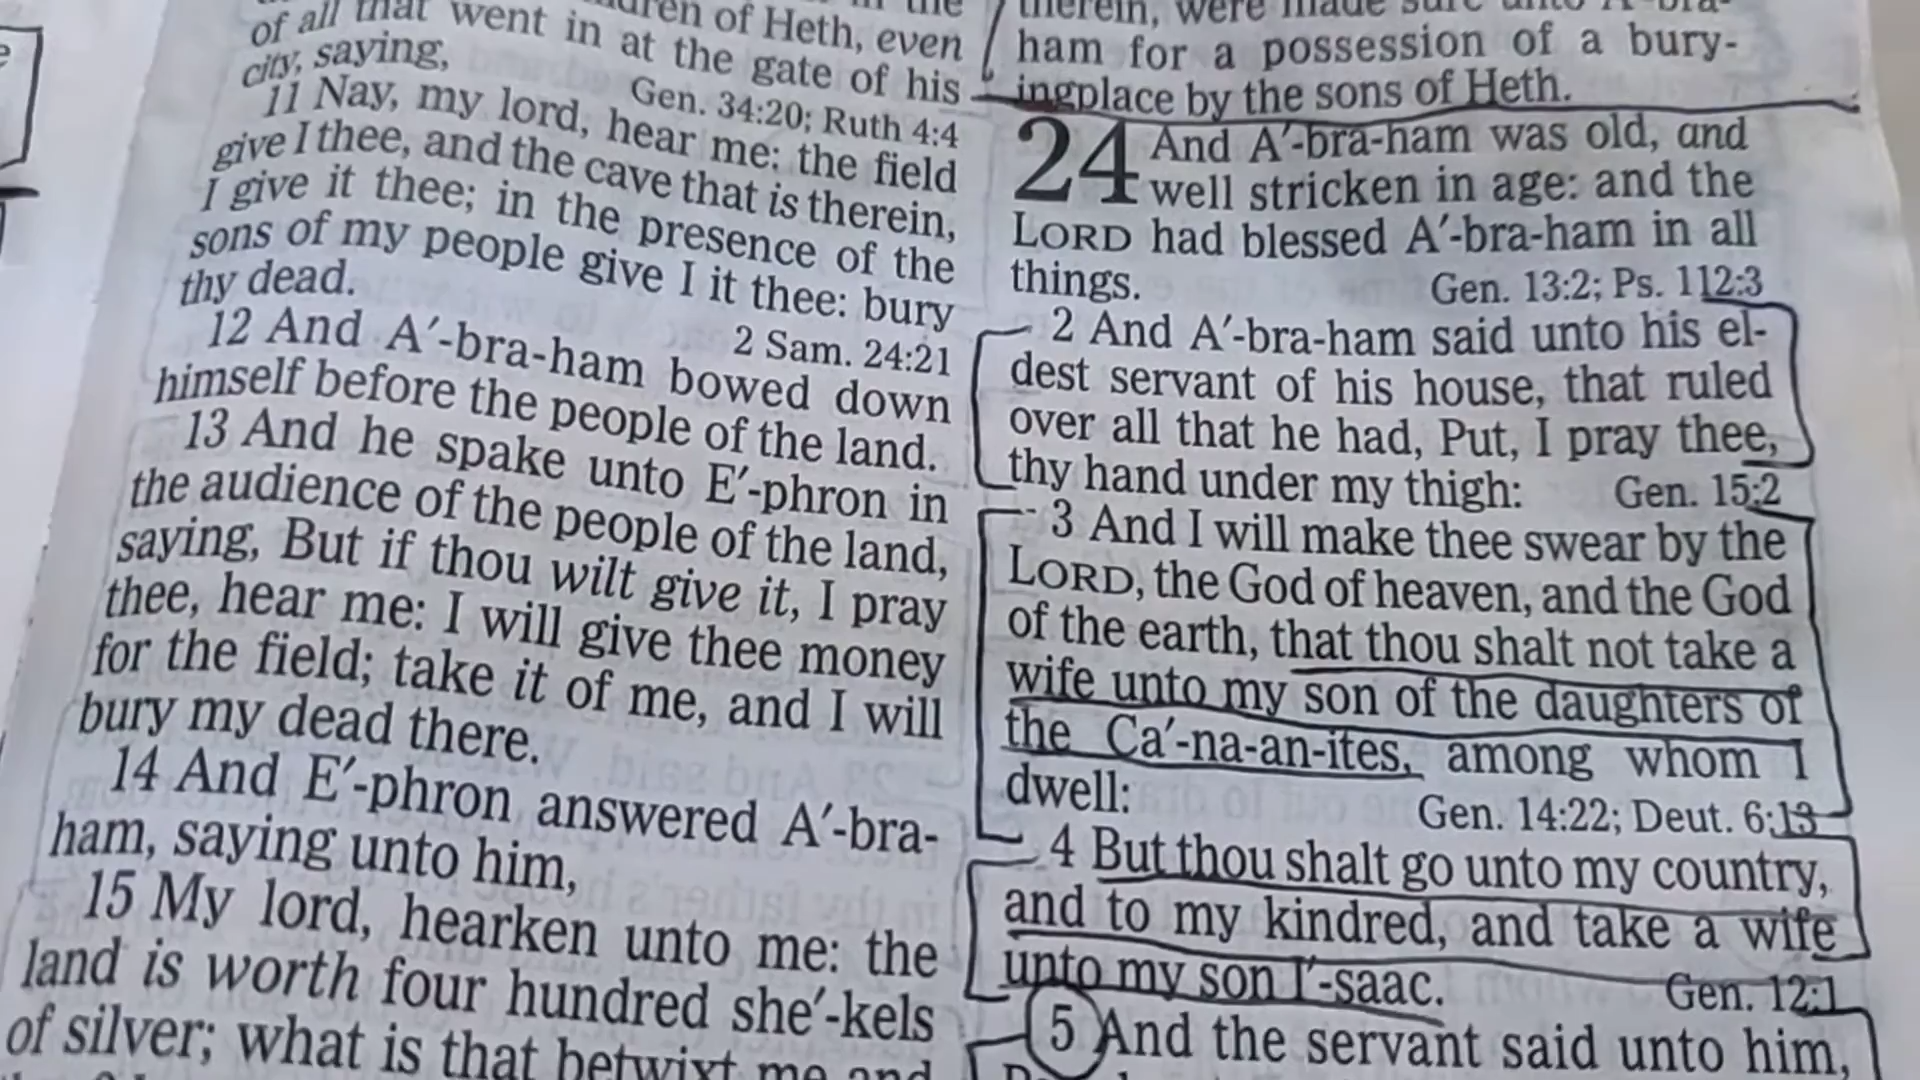 of Heth, even
of all that went in at the gate of his
city, saying,
Gen. 34:20; Ruth 4:4
11 Nay, my lord, hear me: the field
give I thee, and the cave that is therein,
I give it thee; in the presence of the
sons of my people give I it thee: bury
thy dead.
2 Sam. 24:21
12 And A′-bra-ham bowed down
himself before the people of the land.
13 And he spake unto E′-phron in
the audience of the people of the land,
saying, But if thou wilt give it, I pray
thee, hear me: I will give thee money
for the field; take it of me, and I will
bury my dead there.
14 And E′-phron answered A′-bra-
ham, saying unto him,
15 My lord, hearken unto me: the
land is worth four hundred she′-kels
of silver; what is that betwixt me and
therein, were made sure unto A′-bra-
ham for a possession of a bury-
ingplace by the sons of Heth.
24 And A′-bra-ham was old, and
well stricken in age: and the
LORD had blessed A′-bra-ham in all
things. Gen. 13:2; Ps. 112:3
2 And A′-bra-ham said unto his el-
dest servant of his house, that ruled
over all that he had, Put, I pray thee,
thy hand under my thigh: Gen. 15:2
3 And I will make thee swear by the
LORD, the God of heaven, and the God
of the earth, that thou shalt not take a
wife unto my son of the daughters of
the Ca′-na-an-ites, among whom I
dwell: Gen. 14:22; Deut. 6:13
4 But thou shalt go unto my country,
and to my kindred, and take a wife
unto my son I′-saac. Gen. 12:1
5 And the servant said unto him,